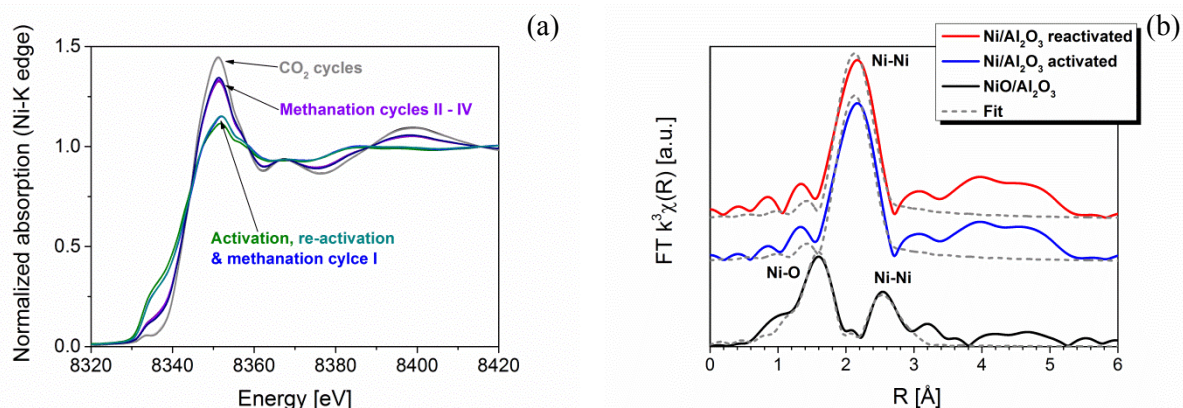 (a)
Normalized absorption (Ni-K edge)
1.5
1.0
0.5
0.0
CO₂ cycles
Methanation cycles II - IV
Activation, re-activation
& methanation cylce I
8320 8340 8360 8380 8400 8420
Energy [eV]
(b)
Ni/Al₂O₃ reactivated
Ni/Al₂O₃ activated
NiO/Al₂O₃
Fit
Ni-Ni
Ni-O
Ni-Ni
FT k³χ(R) [a.u.]
0 1 2 3 4 5 6
R [Å]